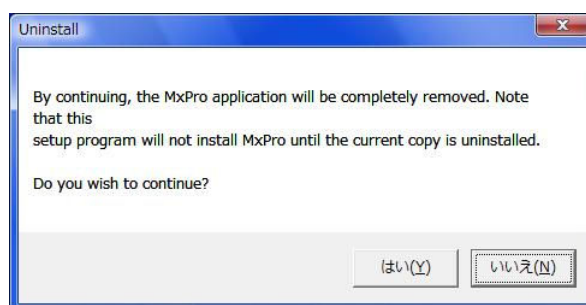 Uninstall
By continuing, the MxPro application will be completely removed. Note
that this
setup program will not install MxPro until the current copy is uninstalled.
Do you wish to continue?
はい(Y)
いいえ(N)